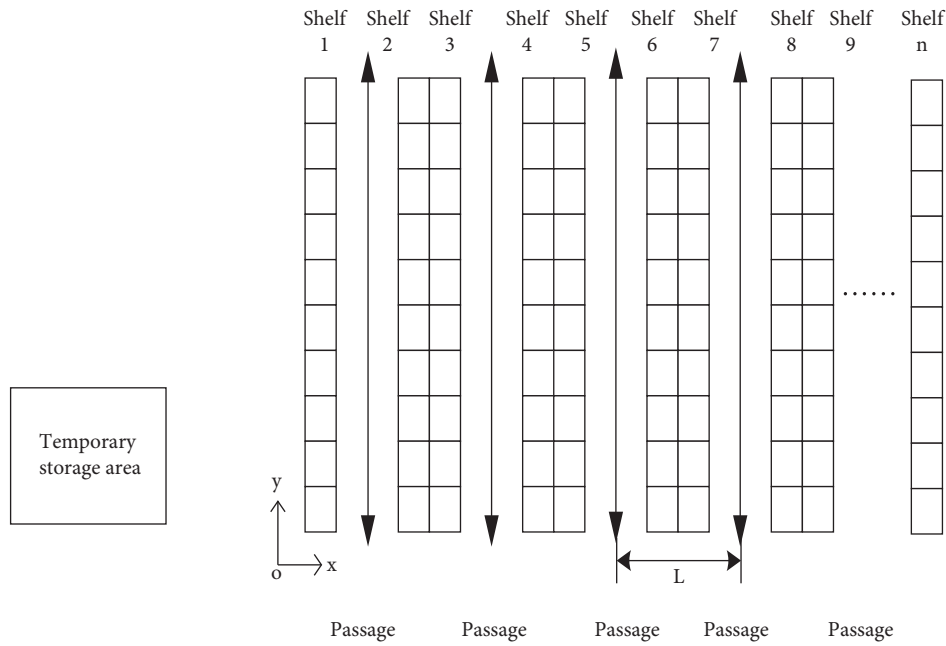 Shelf Shelf Shelf Shelf Shelf Shelf Shelf Shelf Shelf Shelf
1 2 3 4 5 6 7 8 9 n
......
Temporary
storage area
y
o x
L
Passage Passage Passage Passage Passage